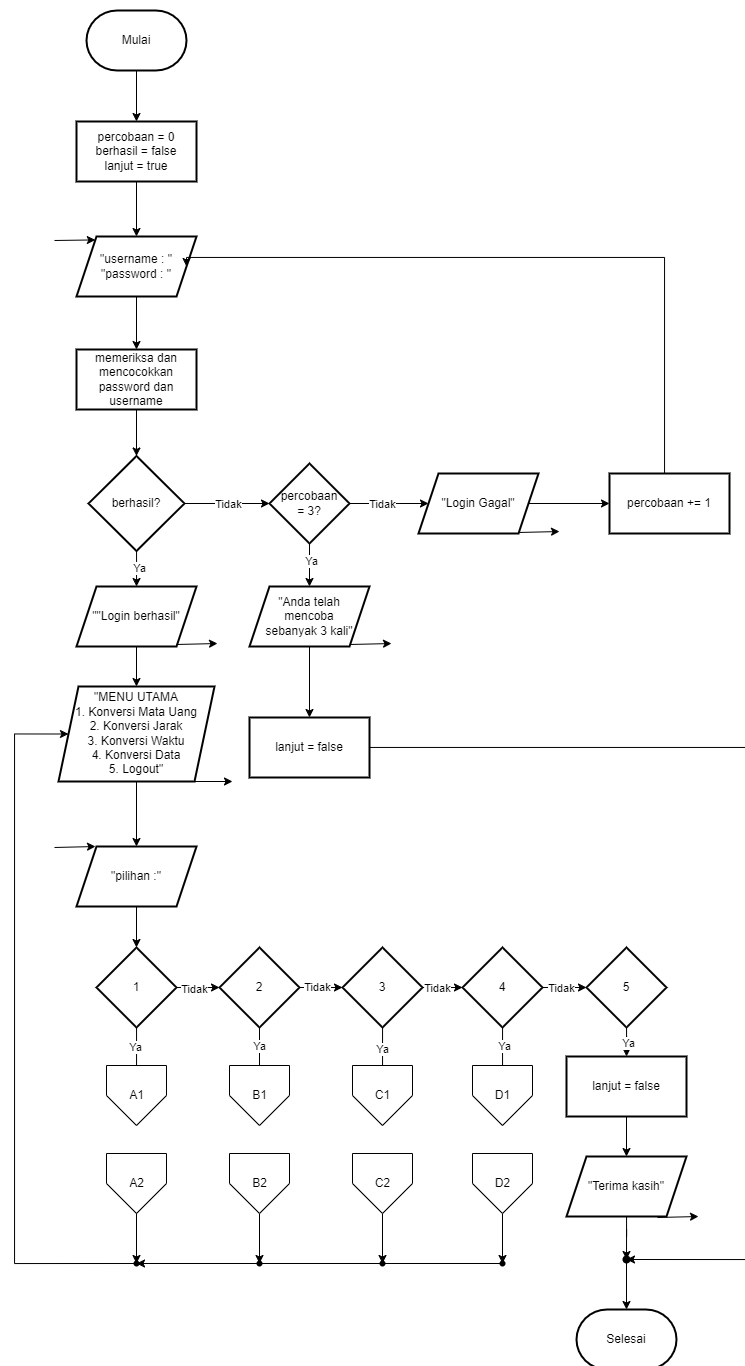 Mulai
percobaan = 0
berhasil = false
lanjut = true
"username : "
"password : "
memeriksa dan
mencocokkan
password dan
username
berhasil?
Tidak
percobaan
= 3?
Tidak
"Login Gagal"
percobaan += 1
Ya
Ya
""Login berhasil"
"Anda telah
mencoba
sebanyak 3 kali"
"MENU UTAMA
1. Konversi Mata Uang
2. Konversi Jarak
3. Konversi Waktu
4. Konversi Data
5. Logout"
lanjut = false
"pilihan :"
1
Tidak
2
Tidak
3
Tidak
4
Tidak
5
Ya
Ya
Ya
Ya
Ya
A1
B1
C1
D1
lanjut = false
A2
B2
C2
D2
"Terima kasih"
Selesai